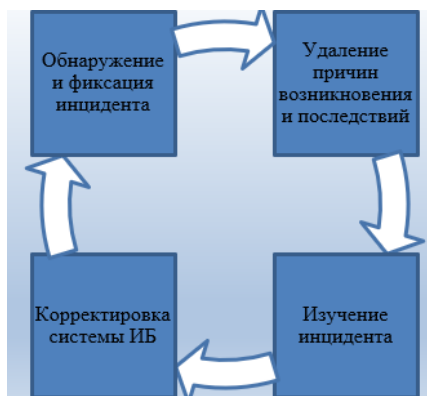 Обнаружение
и фиксация
инцидента
Удаление
причин
возникновения
и последствий
Корректировка
системы ИБ
Изучение
инцидента